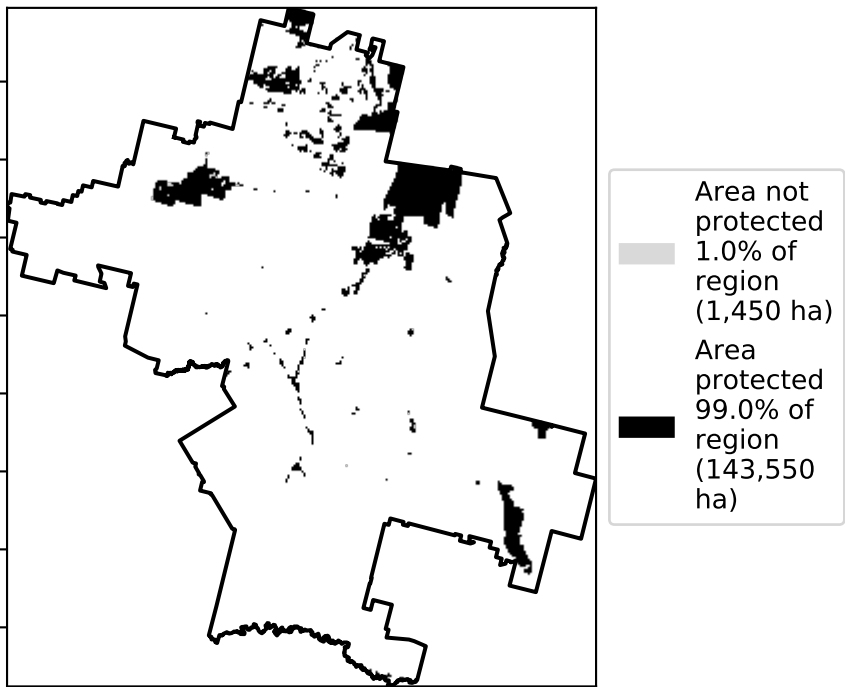 Area not
protected
1.0% of
region
(1,450 ha)
Area
protected
99.0% of
region
(143,550
ha)